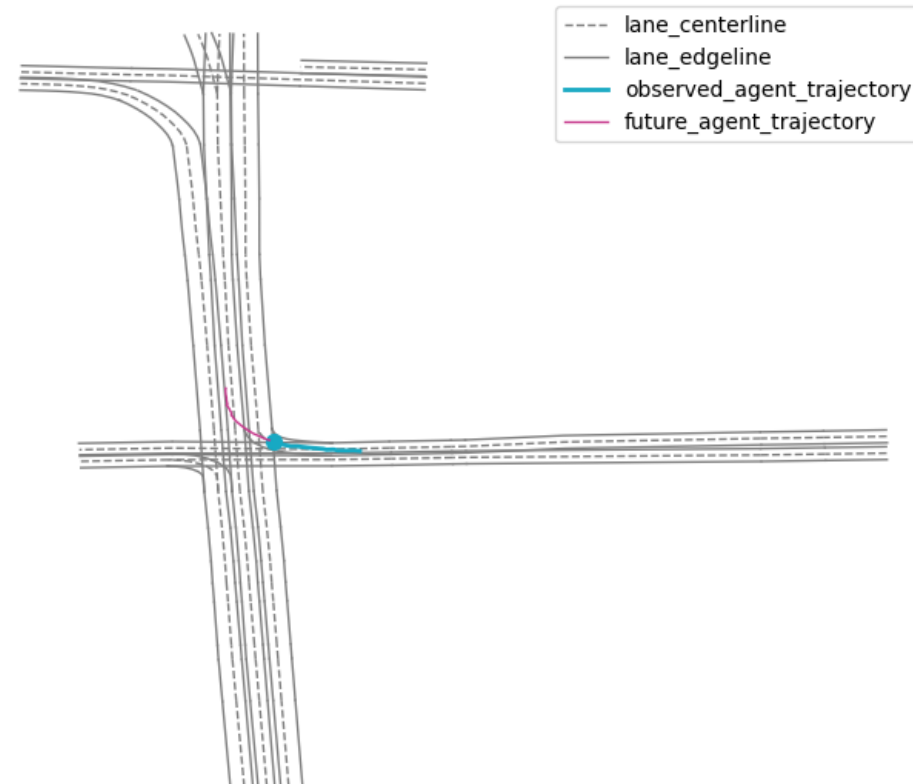 lane_centerline
lane_edgeline
observed_agent_trajectory
future_agent_trajectory